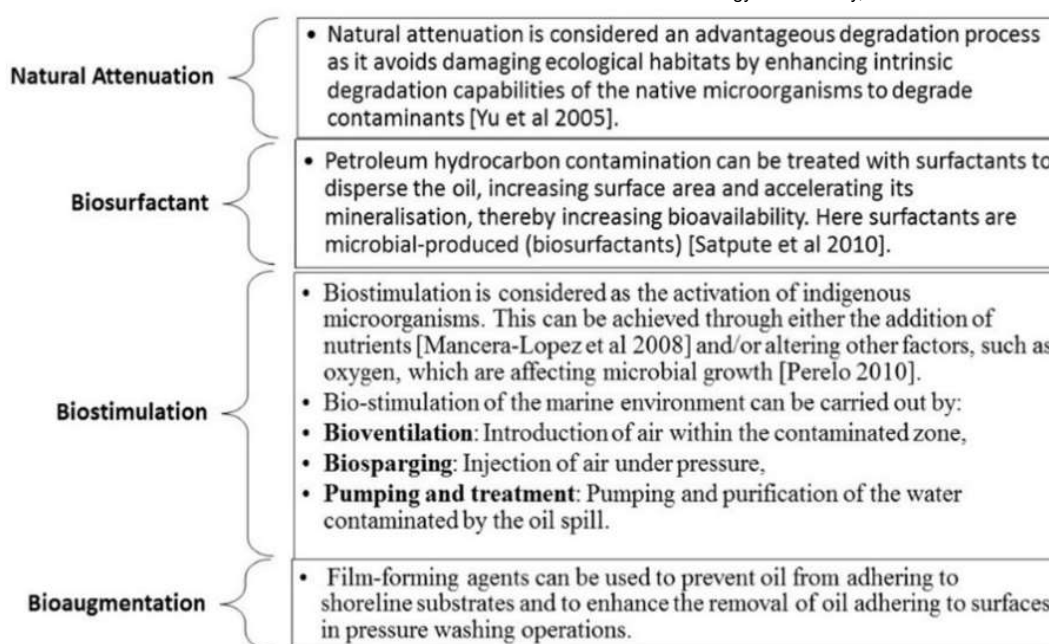 Natural Attenuation
• Natural attenuation is considered an advantageous degradation process
as it avoids damaging ecological habitats by enhancing intrinsic
degradation capabilities of the native microorganisms to degrade
contaminants [Yu et al 2005].
Biosurfactant
• Petroleum hydrocarbon contamination can be treated with surfactants to
disperse the oil, increasing surface area and accelerating its
mineralisation, thereby increasing bioavailability. Here surfactants are
microbial-produced (biosurfactants) [Satpute et al 2010].
Biostimulation
• Biostimulation is considered as the activation of indigenous
microorganisms. This can be achieved through either the addition of
nutrients [Mancera-Lopez et al 2008] and/or altering other factors, such as
oxygen, which are affecting microbial growth [Perelo 2010].
• Bio-stimulation of the marine environment can be carried out by:
• Bioventilation: Introduction of air within the contaminated zone,
• Biosparging: Injection of air under pressure,
• Pumping and treatment: Pumping and purification of the water
contaminated by the oil spill.
Bioaugmentation
• Film-forming agents can be used to prevent oil from adhering to
shoreline substrates and to enhance the removal of oil adhering to surfaces
in pressure washing operations.